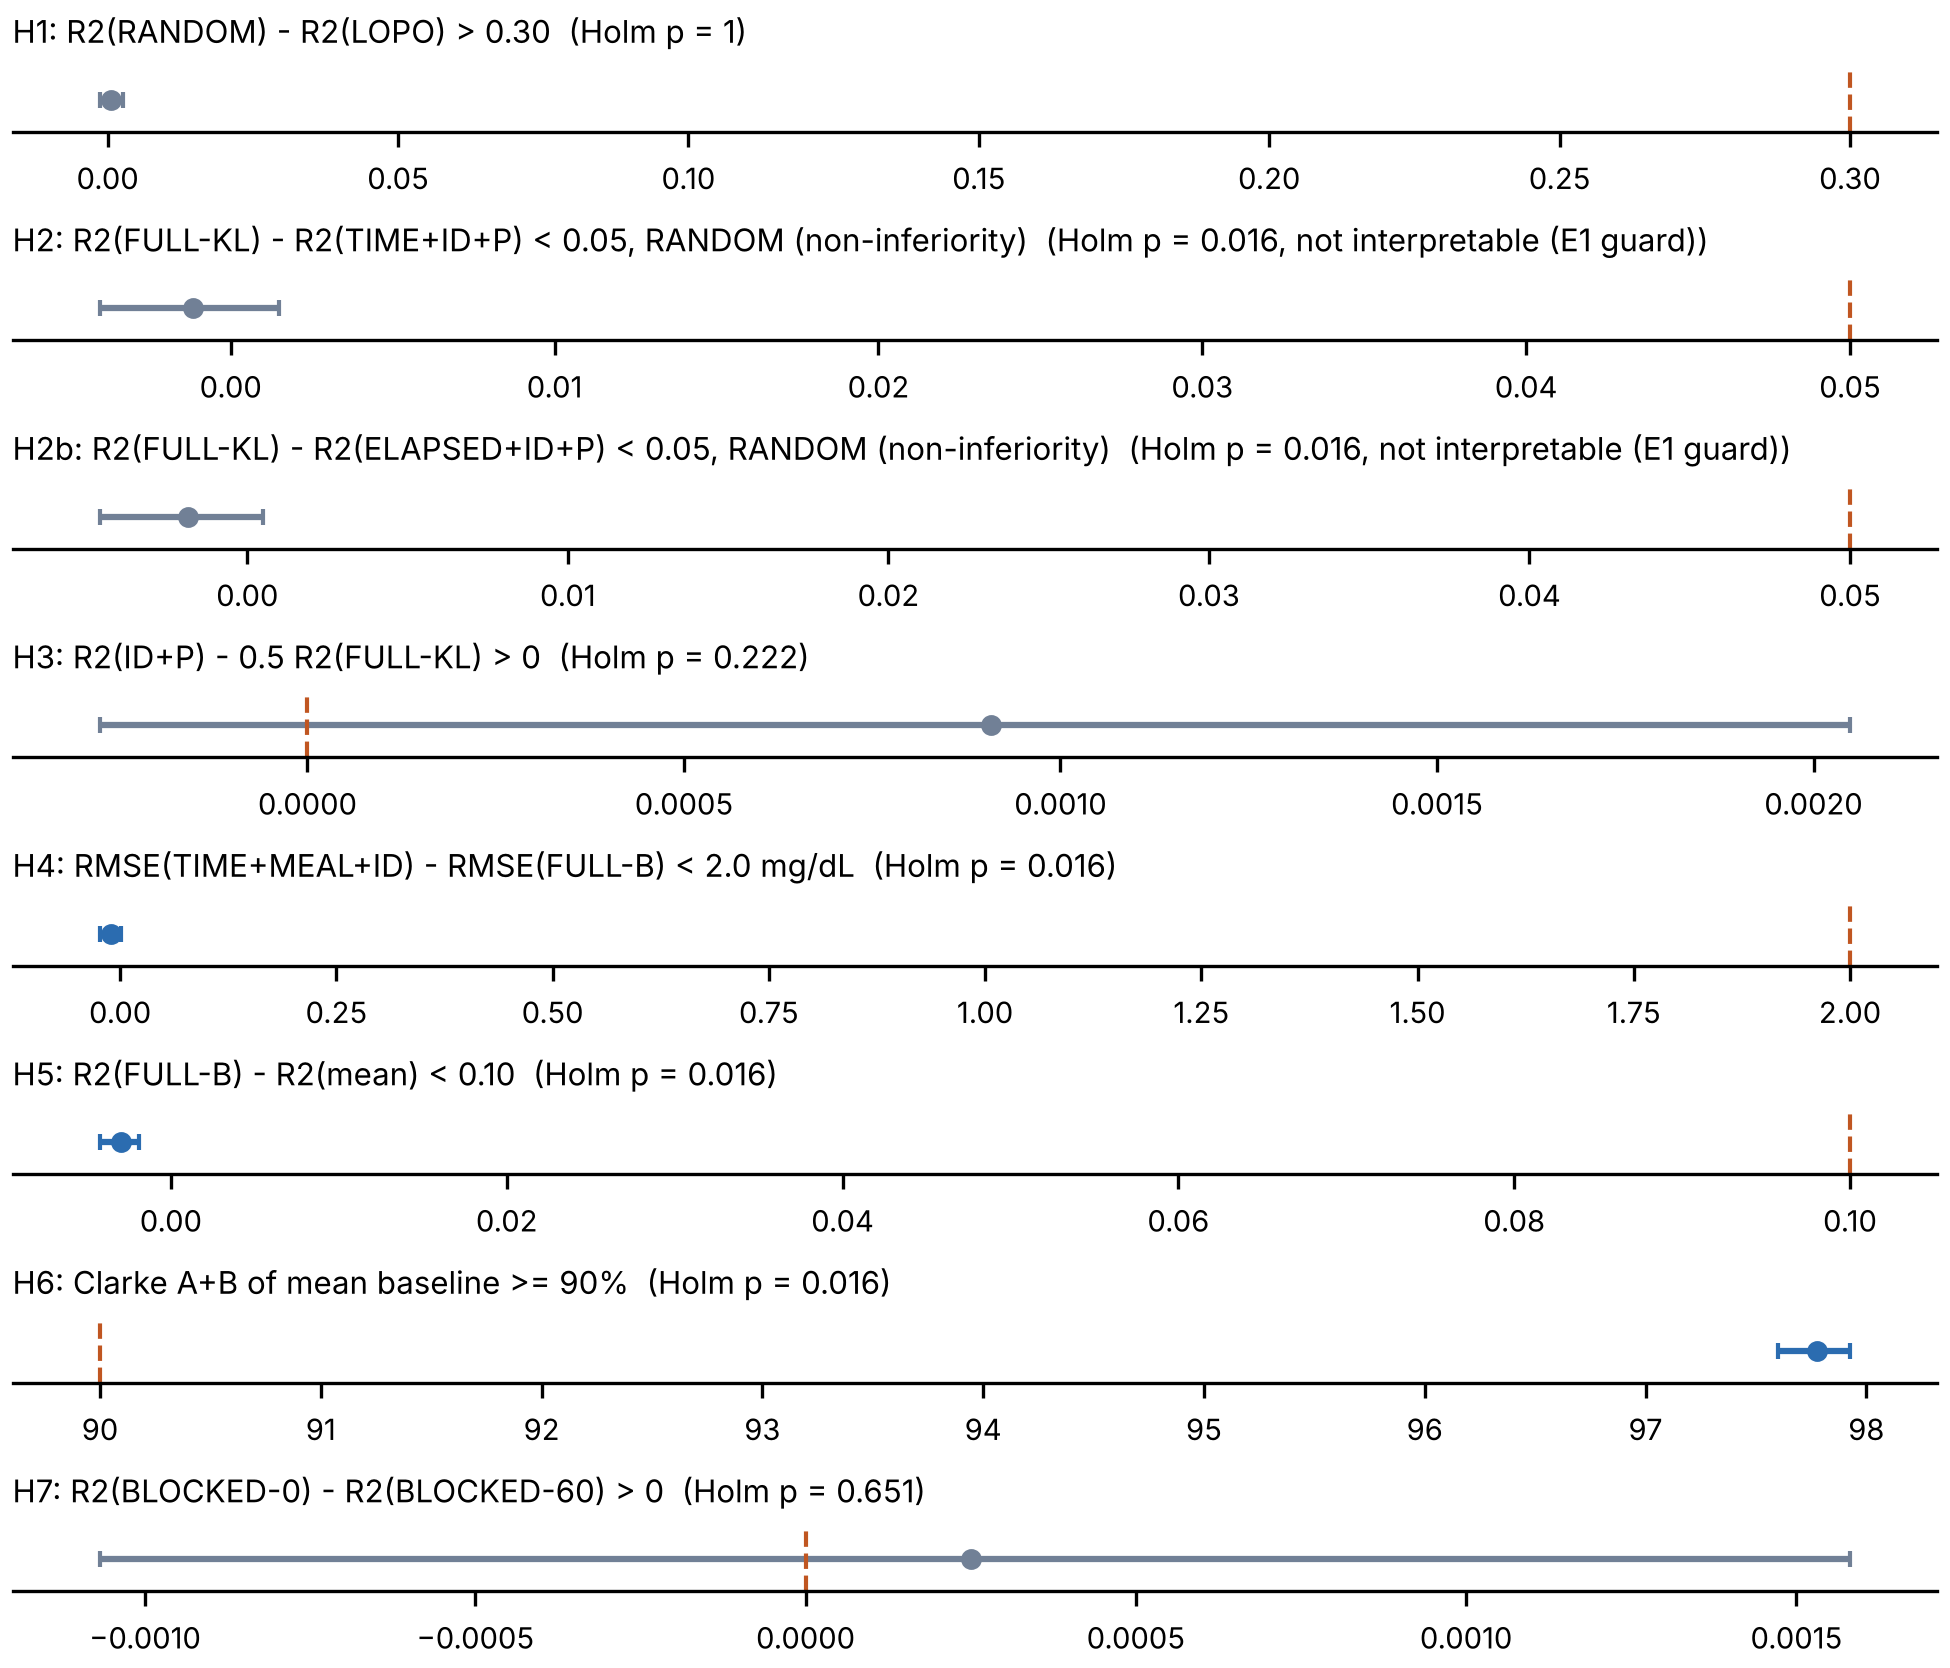 H1: R2(RANDOM) - R2(LOPO) > 0.30  (Holm p = 1)
0.00 0.05 0.10 0.15 0.20 0.25 0.30
H2: R2(FULL-KL) - R2(TIME+ID+P) < 0.05, RANDOM (non-inferiority)  (Holm p = 0.016, not interpretable (E1 guard))
0.00 0.01 0.02 0.03 0.04 0.05
H2b: R2(FULL-KL) - R2(ELAPSED+ID+P) < 0.05, RANDOM (non-inferiority)  (Holm p = 0.016, not interpretable (E1 guard))
0.00 0.01 0.02 0.03 0.04 0.05
H3: R2(ID+P) - 0.5 R2(FULL-KL) > 0  (Holm p = 0.222)
0.0000 0.0005 0.0010 0.0015 0.0020
H4: RMSE(TIME+MEAL+ID) - RMSE(FULL-B) < 2.0 mg/dL  (Holm p = 0.016)
0.00 0.25 0.50 0.75 1.00 1.25 1.50 1.75 2.00
H5: R2(FULL-B) - R2(mean) < 0.10  (Holm p = 0.016)
0.00 0.02 0.04 0.06 0.08 0.10
H6: Clarke A+B of mean baseline >= 90%  (Holm p = 0.016)
90 91 92 93 94 95 96 97 98
H7: R2(BLOCKED-0) - R2(BLOCKED-60) > 0  (Holm p = 0.651)
−0.0010 −0.0005 0.0000 0.0005 0.0010 0.0015